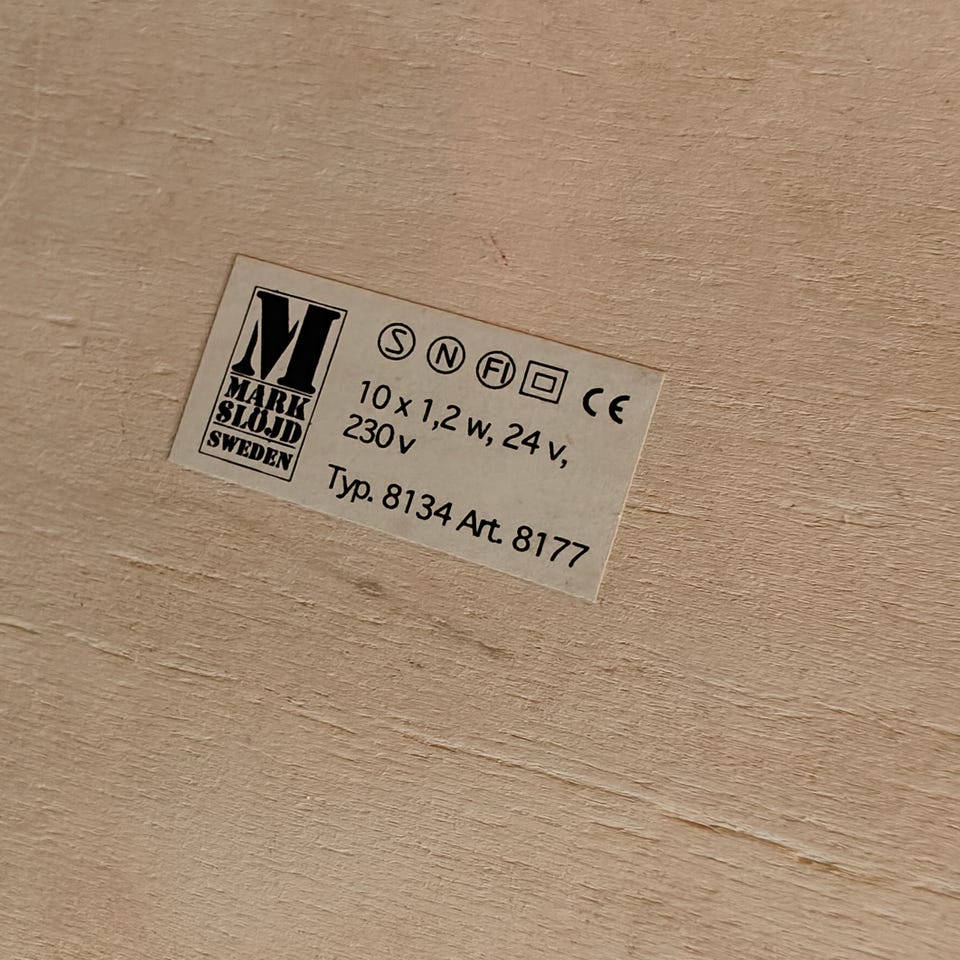 M
MARK
SLÖJD
SWEDEN
S N FI CE
10 x 1,2 w, 24 v,
230 v
Typ. 8134 Art. 8177